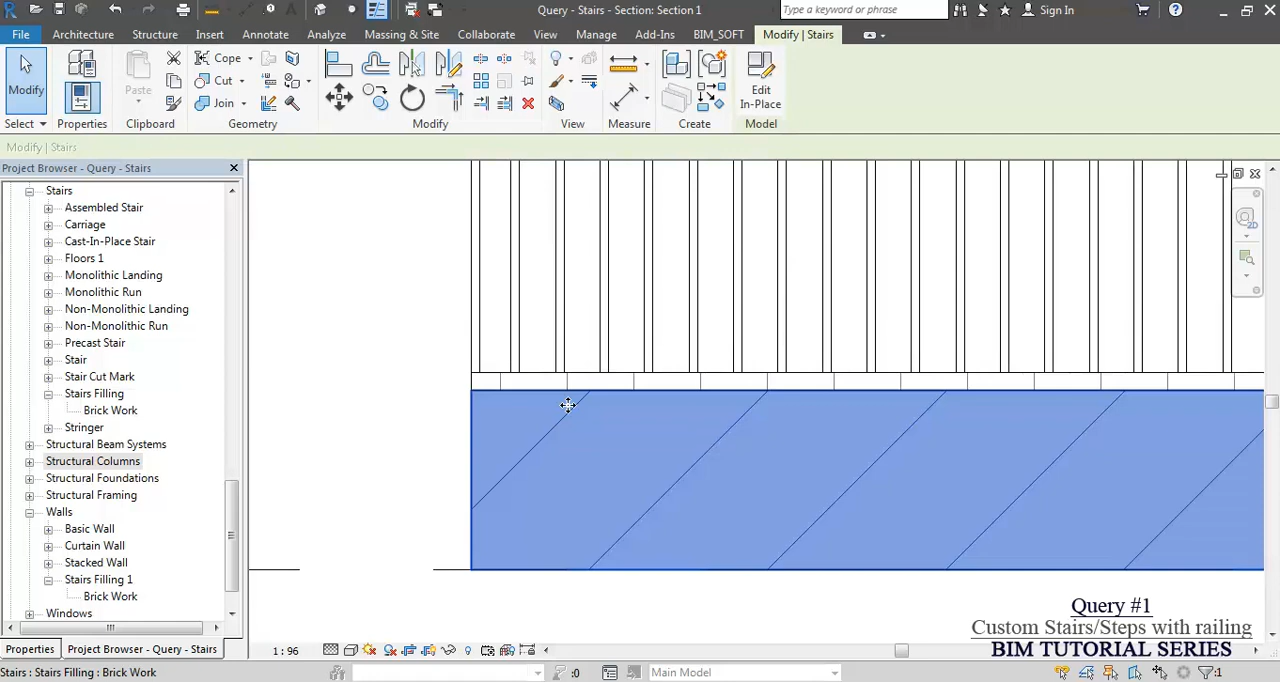 Query - Stairs - Section: Section 1
Type a keyword or phrase
Sign In
File Architecture Structure Insert Annotate Analyze Massing & Site Collaborate View Manage Add-Ins BIM_SOFT Modify | Stairs
Modify
Paste
Cope
Cut
Join
Edit
In-Place
Select Properties Clipboard Geometry Modify View Measure Create Model
Modify | Stairs
Project Browser - Query - Stairs
Stairs
Assembled Stair
Carriage
Cast-In-Place Stair
Floors 1
Monolithic Landing
Monolithic Run
Non-Monolithic Landing
Non-Monolithic Run
Precast Stair
Stair
Stair Cut Mark
Stairs Filling
Brick Work
Stringer
Structural Beam Systems
Structural Columns
Structural Foundations
Structural Framing
Walls
Basic Wall
Curtain Wall
Stacked Wall
Stairs Filling 1
Brick Work
Windows
2D
Query #1
Custom Stairs/Steps with railing
BIM TUTORIAL SERIES
Properties Project Browser - Query - Stairs
1 : 96
Stairs : Stairs Filling : Brick Work
:0
Main Model
:1